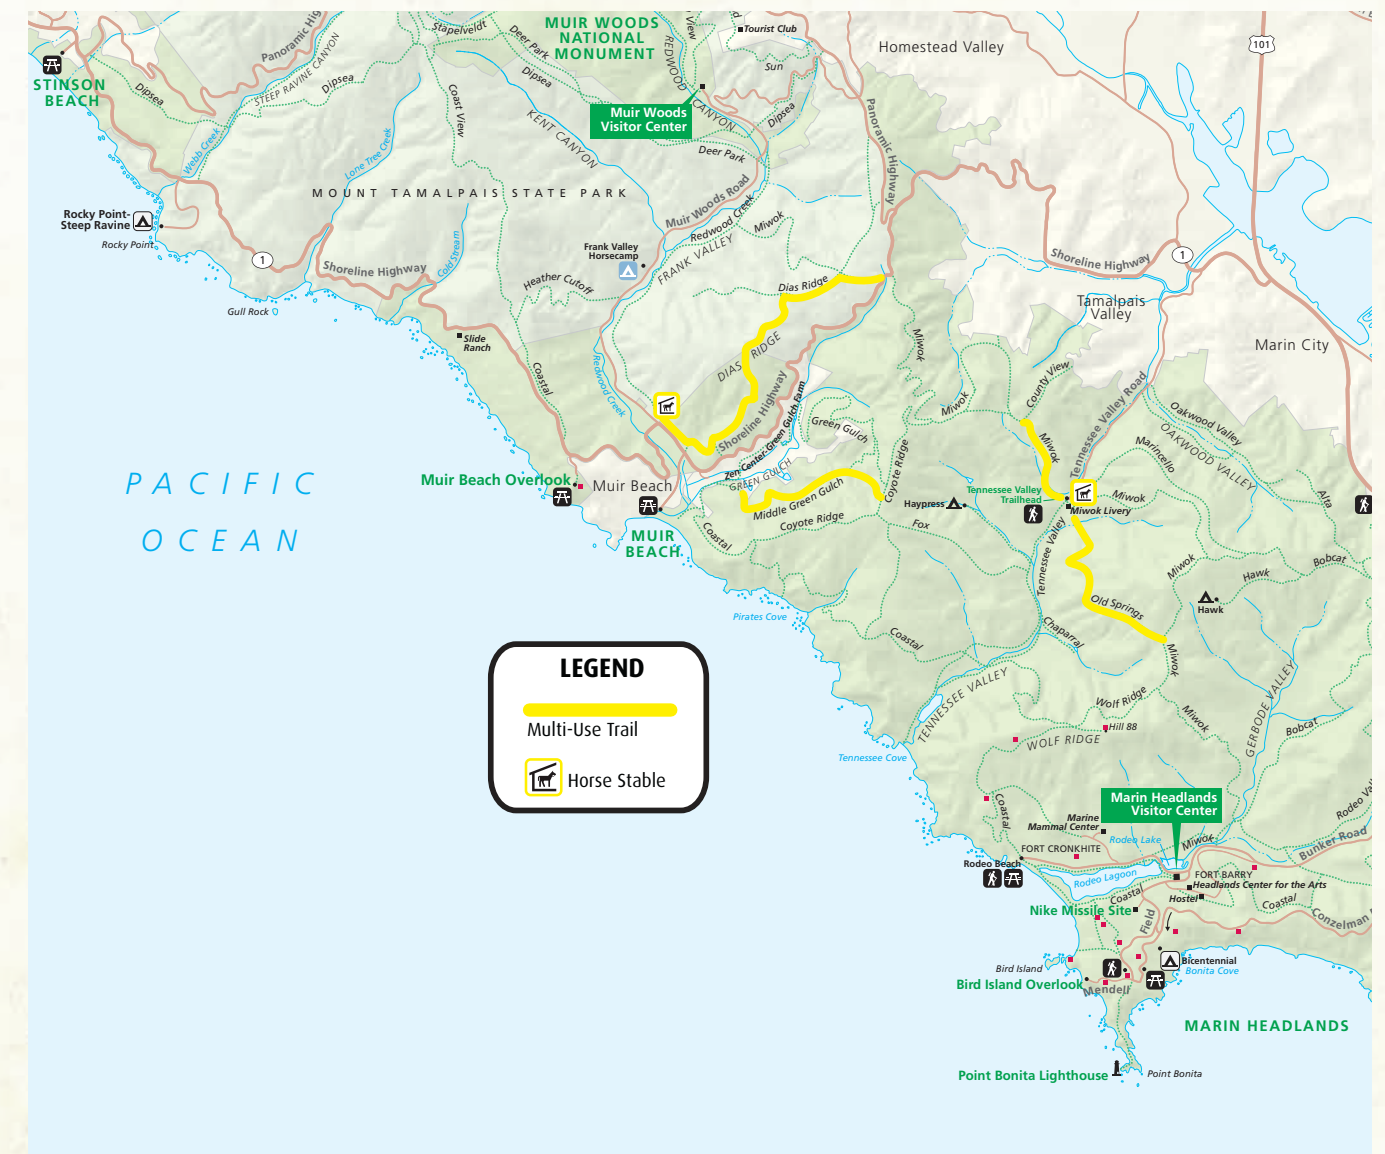 MUIR WOODS
NATIONAL
MONUMENT
Stapelveldt
Deer Park
Dipsea
REDWOOD
CANYON
View
Tourist Club
Sun
Homestead Valley
101
Panoramic
STEEP RAVINE CANYON
Dipsea
STINSON
BEACH
Dipsea
Coast View
KENT CANYON
Muir Woods
Visitor Center
Dipsea
Deer Park
Panoramic Highway
Webb Creek
Lone Tree Creek
MOUNT TAMALPAIS STATE PARK
Muir Woods Road
Redwood Creek
Miwok
Rocky Point-
Steep Ravine
Rocky Point
1
Shoreline Highway
Cold Stream
Frank Valley
Horsecamp
FRANK VALLEY
Heather Cutoff
Dias Ridge
Shoreline Highway
1
Tamalpais
Valley
Marin City
Gull Rock
Slide
Ranch
Coastal
Redwood Creek
DIAS RIDGE
Shoreline Highway
Zen Center-Green Gulch Farm
Green Gulch
GREEN GULCH
Miwok
Miwok
County View
Miwok
Tennessee Valley Road
Oakwood Valley
OAKWOOD VALLEY
Marincello
Alta
PACIFIC
OCEAN
Muir Beach Overlook
Muir Beach
MUIR
BEACH
Middle Green Gulch
Coyote Ridge
Coyote Ridge
Coastal
Haypress
Fox
Tennessee Valley
Trailhead
Miwok
Miwok Livery
Tennessee Valley
Miwok
Hawk
Bobcat
Hawk
Old Springs
Chaparral
Miwok
Pirates Cove
Coastal
TENNESSEE VALLEY
Wolf Ridge
Miwok
Hill 88
WOLF RIDGE
GERBODE VALLEY
Bobcat
Tennessee Cove
LEGEND
Multi-Use Trail
Horse Stable
Marin Headlands
Visitor Center
Coastal
Marine
Mammal Center
Rodeo Lake
Miwok
Rodeo
Bunker Road
FORT CRONKHITE
Rodeo Beach
Rodeo Lagoon
FORT BARRY
Headlands Center for the Arts
Hostel
Coastal
Coastal
Conzelman
Nike Missile Site
Field
Bird Island
Bicentennial
Bonita Cove
Bird Island Overlook
Mendell
MARIN HEADLANDS
Point Bonita Lighthouse
Point Bonita